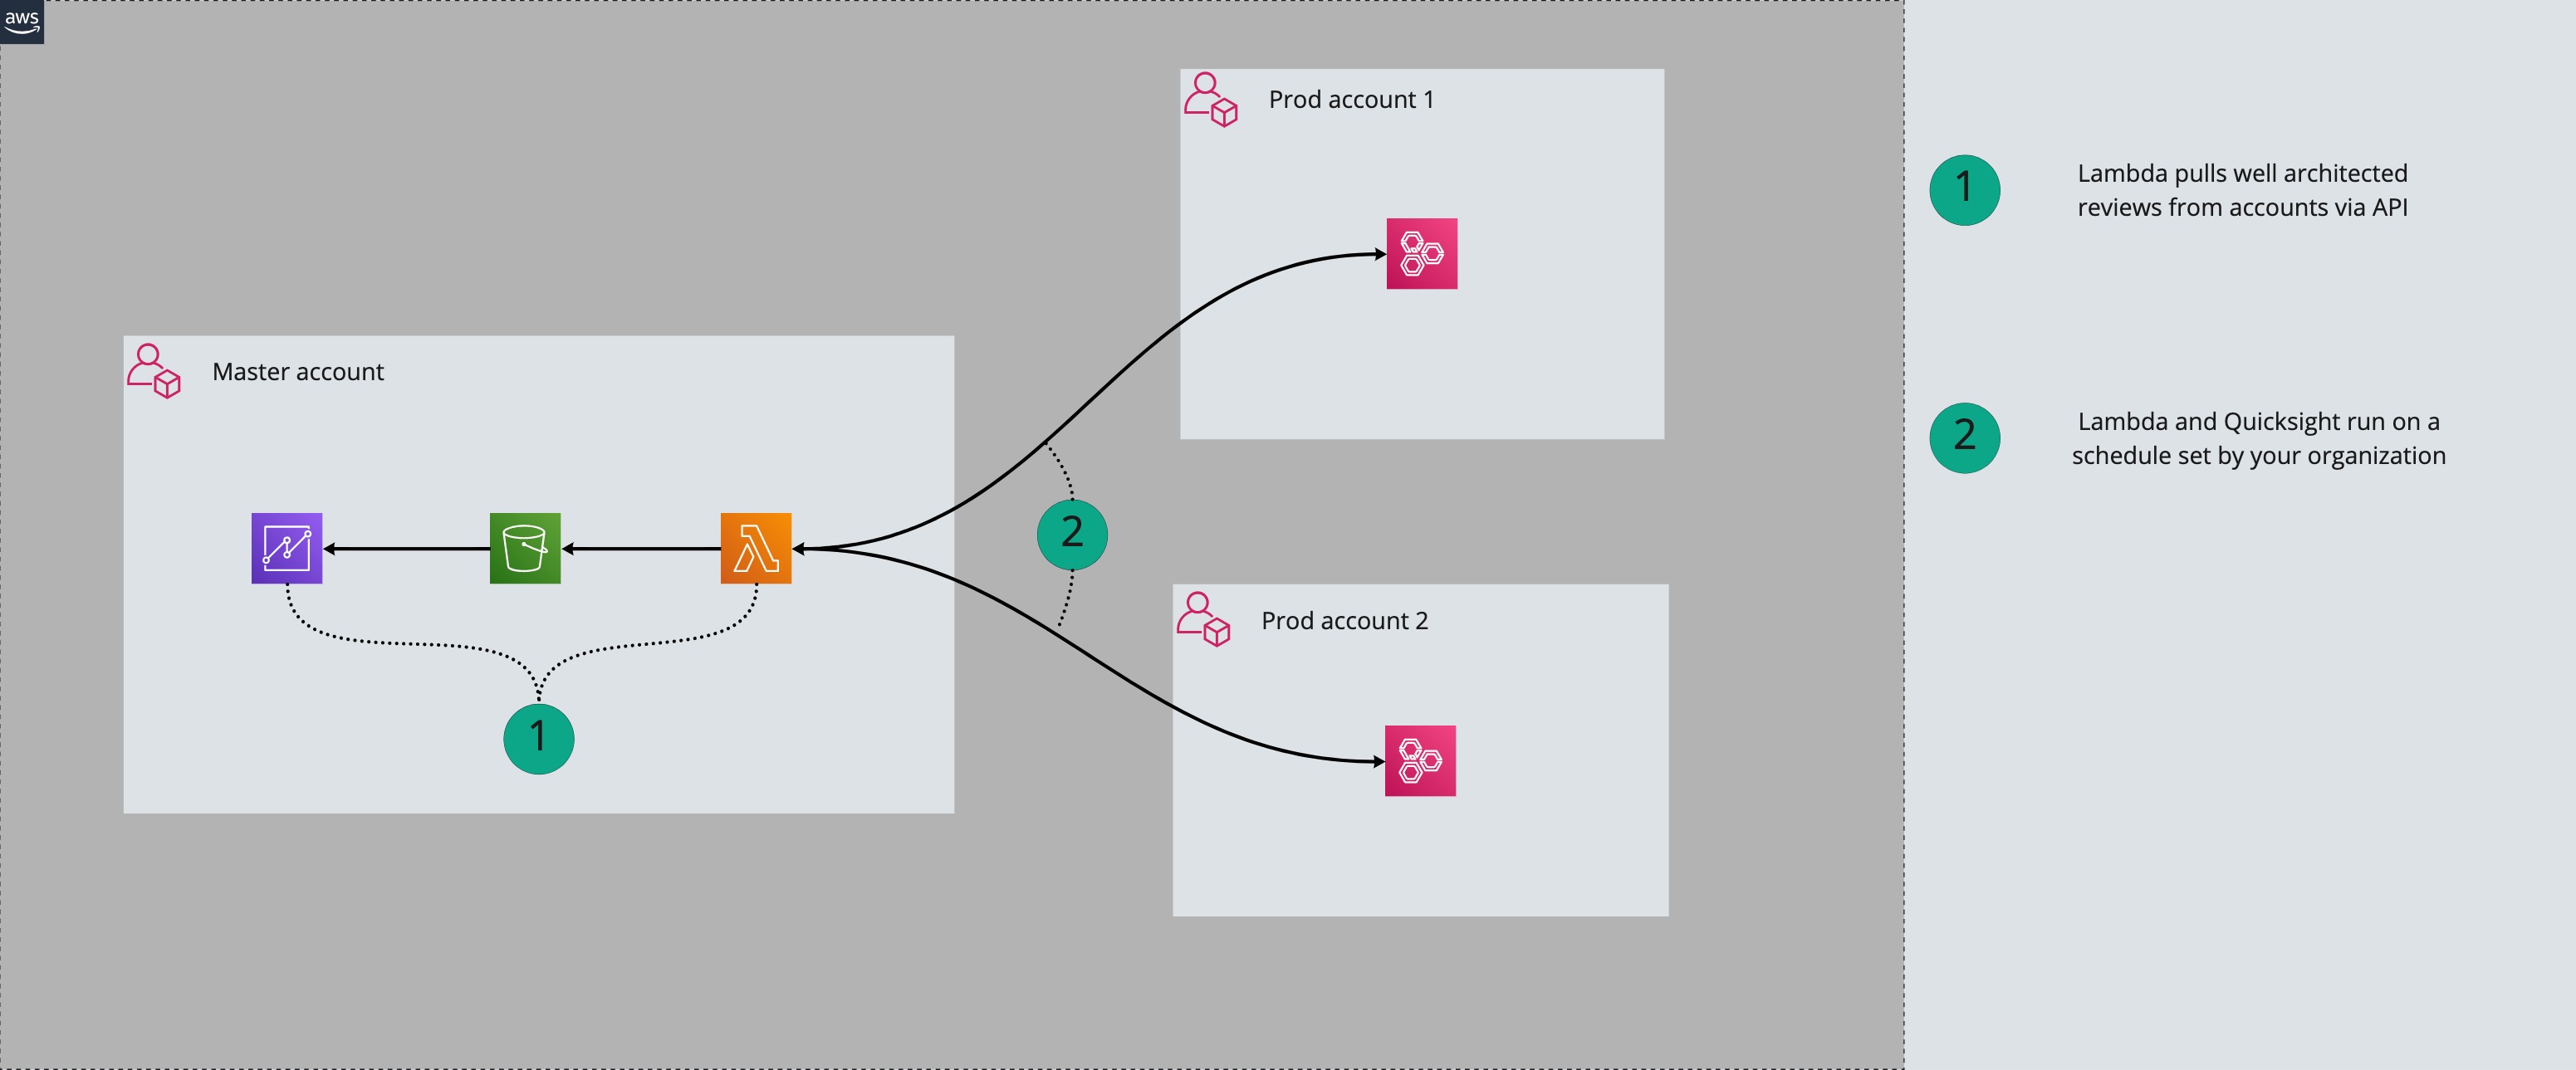 aws
Prod account 1
Master account
2
Prod account 2
1
1
Lambda pulls well architected
reviews from accounts via API
2
Lambda and Quicksight run on a
schedule set by your organization